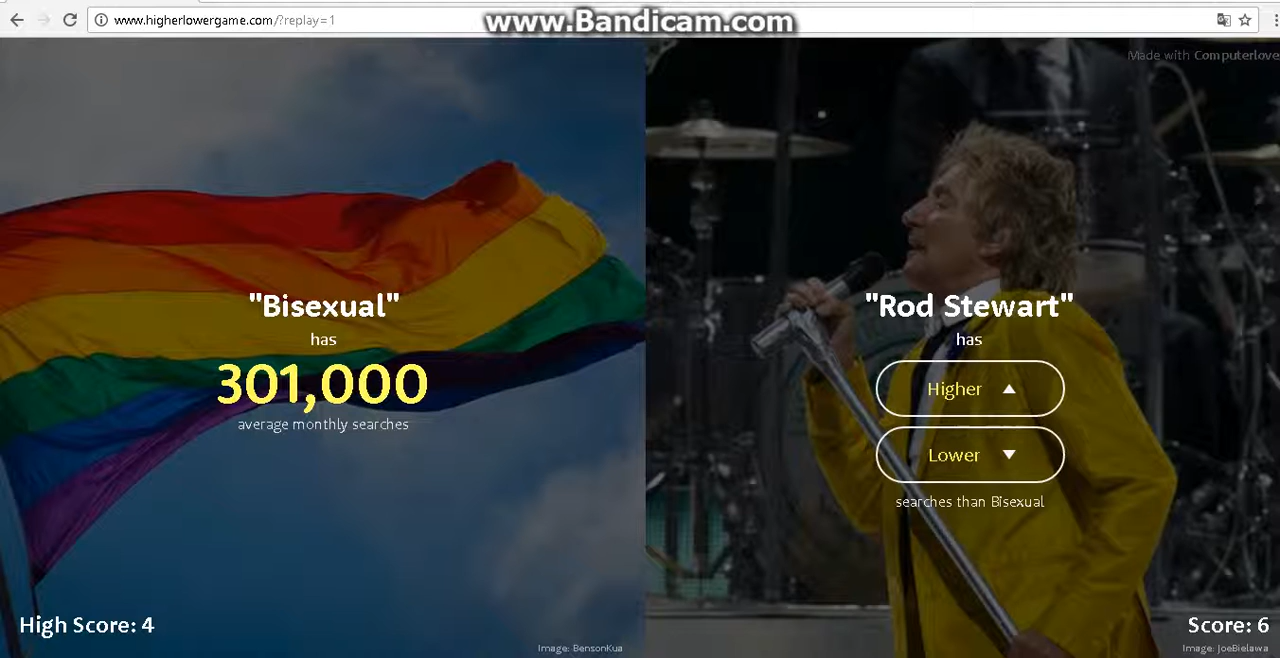 www.higherlowergame.com/?replay=1
www.Bandicam.com
Made with Computerlove
"Bisexual"
has
301,000
average monthly searches
"Rod Stewart"
has
Higher
Lower
searches than Bisexual
High Score: 4
Image: BensonKua
Score: 6
Image: JoeBielawa